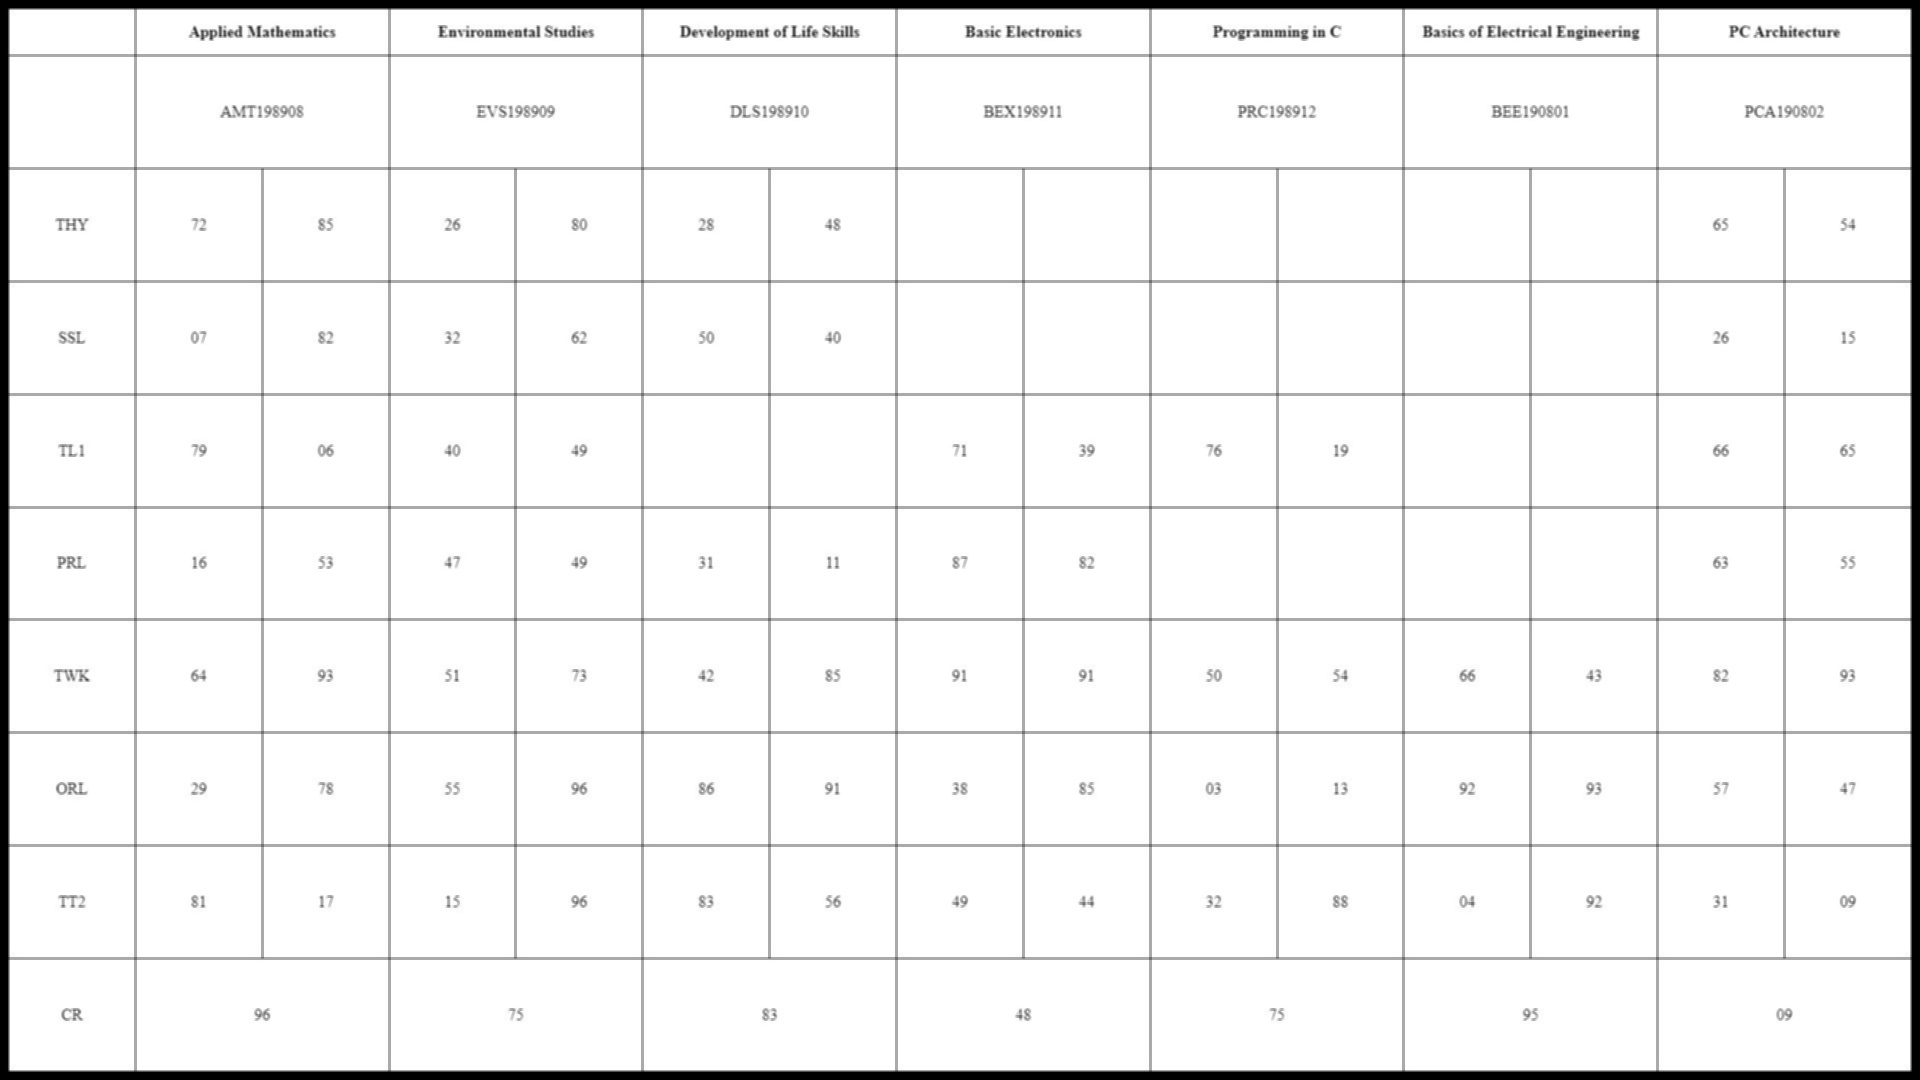 Applied Mathematics Environmental Studies Development of Life Skills Basic Electronics Programming in C Basics of Electrical Engineering PC Architecture
AMT198908 EVS198909 DLS198910 BEX198911 PRC198912 BEE190801 PCA190802
THY 72 85 26 80 28 48 65 54
SSL 07 82 32 62 50 40 26 15
TL1 79 06 40 49 71 39 76 19 66 65
PRL 16 53 47 49 31 11 87 82 63 55
TWK 64 93 51 73 42 85 91 91 50 54 66 43 82 93
ORL 29 78 55 96 86 91 38 85 03 13 92 93 57 47
TT2 81 17 15 96 83 56 49 44 32 88 04 92 31 09
CR 96 75 83 48 75 95 09